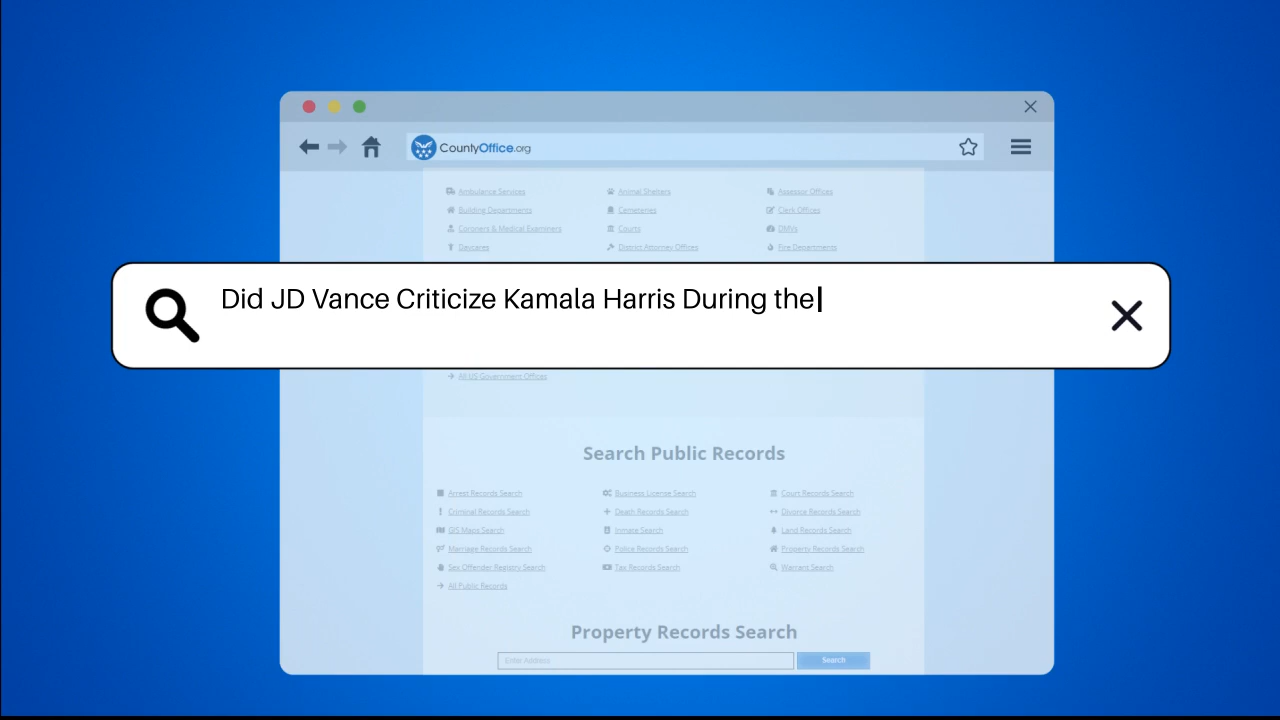 CountyOffice.org
Ambulance Services
Animal Shelters
Assessor Offices
Building Departments
Cemeteries
Clerk Offices
Coroners & Medical Examiners
Courts
DMVs
Daycares
District Attorney Offices
Fire Departments
Did JD Vance Criticize Kamala Harris During the
All US Government Offices
Search Public Records
Arrest Records Search
Business License Search
Court Records Search
Criminal Records Search
Death Records Search
Divorce Records Search
GIS Maps Search
Inmate Search
Land Records Search
Marriage Records Search
Police Records Search
Property Records Search
Sex Offender Registry Search
Tax Records Search
Warrant Search
All Public Records
Property Records Search
Enter Address
Search